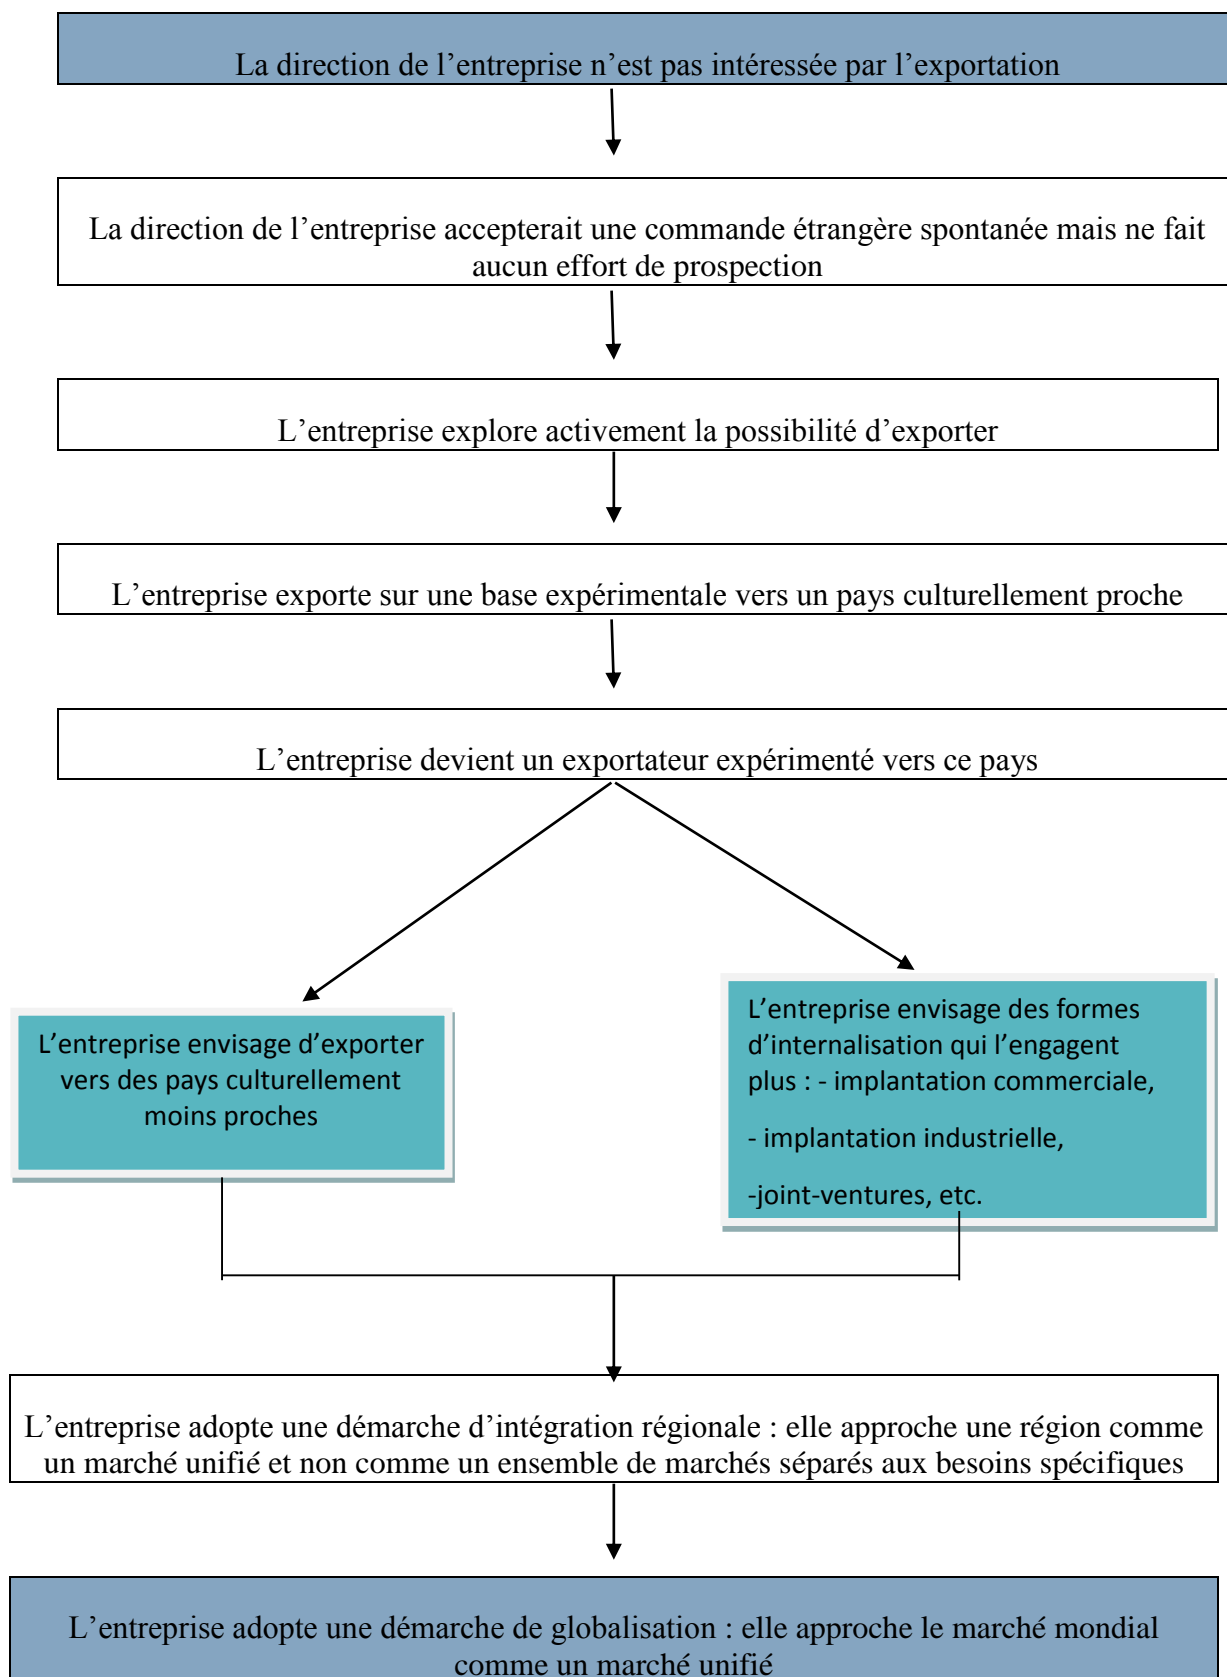 La direction de l’entreprise n’est pas intéressée par l’exportation
La direction de l’entreprise accepterait une commande étrangère spontanée mais ne fait
aucun effort de prospection
L’entreprise explore activement la possibilité d’exporter
L’entreprise exporte sur une base expérimentale vers un pays culturellement proche
L’entreprise devient un exportateur expérimenté vers ce pays
L’entreprise envisage d’exporter
vers des pays culturellement
moins proches
L’entreprise envisage des formes
d’internalisation qui l’engagent
plus : - implantation commerciale,
- implantation industrielle,
-joint-ventures, etc.
L’entreprise adopte une démarche d’intégration régionale : elle approche une région comme
un marché unifié et non comme un ensemble de marchés séparés aux besoins spécifiques
L’entreprise adopte une démarche de globalisation : elle approche le marché mondial
comme un marché unifié